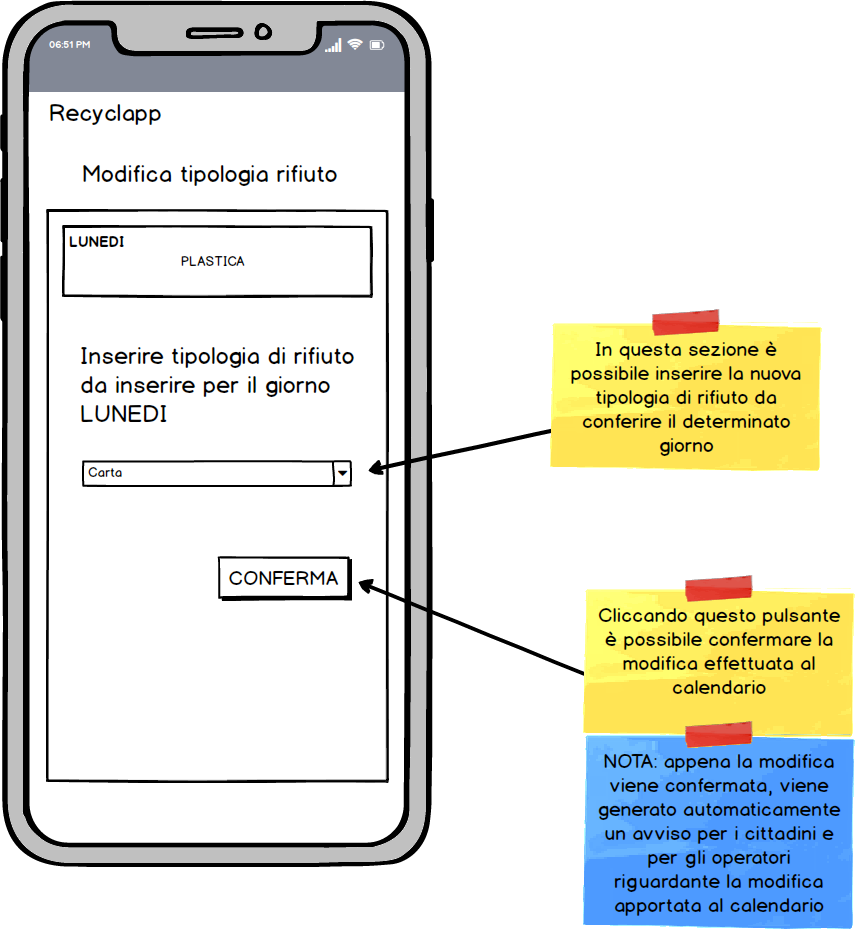 06:51 PM
Recyclapp
Modifica tipologia rifiuto
LUNEDI
PLASTICA
Inserire tipologia di rifiuto
da inserire per il giorno
LUNEDI
Carta
CONFERMA
In questa sezione è
possibile inserire la nuova
tipologia di rifiuto da
conferire il determinato
giorno
Cliccando questo pulsante
è possibile confermare la
modifica effettuata al
calendario
NOTA: appena la modifica
viene confermata, viene
generato automaticamente
un avviso per i cittadini e
per gli operatori
riguardante la modifica
apportata al calendario